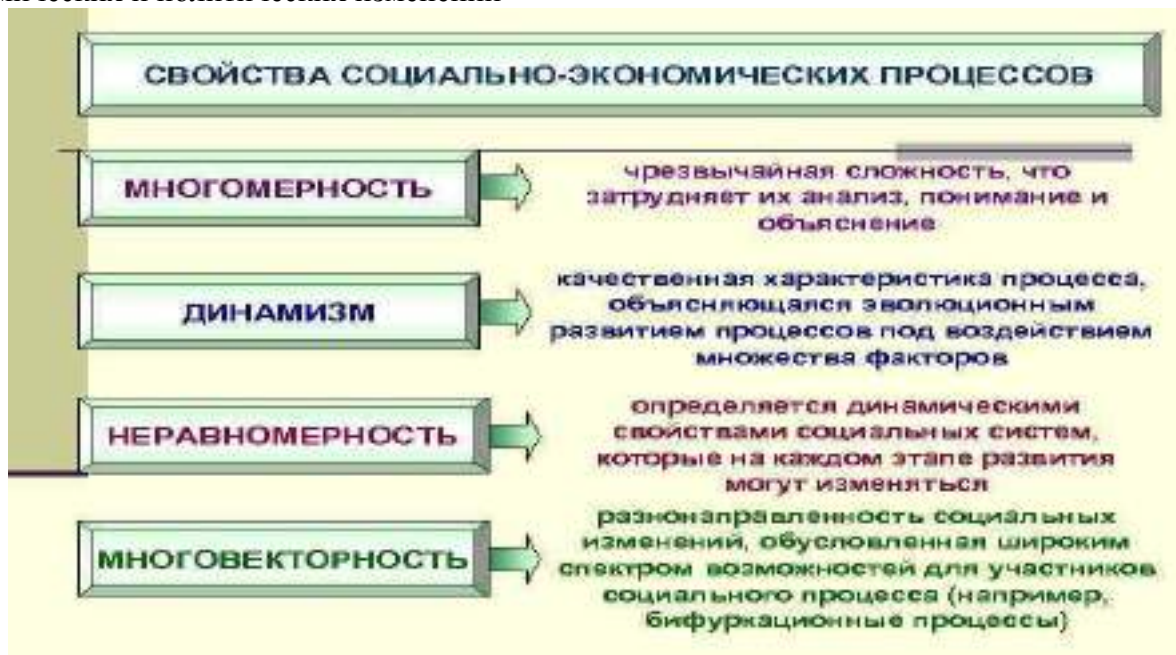 СВОЙСТВА СОЦИАЛЬНО-ЭКОНОМИЧЕСКИХ ПРОЦЕССОВ
МНОГОМЕРНОСТЬ
чрезвычайная сложность, что
затрудняет их анализ, понимание и
объяснение
ДИНАМИЗМ
качественная характеристика процесса,
объясняющаяся эволюционным
развитием процессов под воздействием
множества факторов
НЕРАВНОМЕРНОСТЬ
определяется динамическими
свойствами социальных систем,
которые на каждом этапе развития
могут изменяться
МНОГОВЕКТОРНОСТЬ
разнонаправленность социальных
изменений, обусловленная широким
спектром возможностей для участников
социального процесса (например,
бифуркационные процессы)